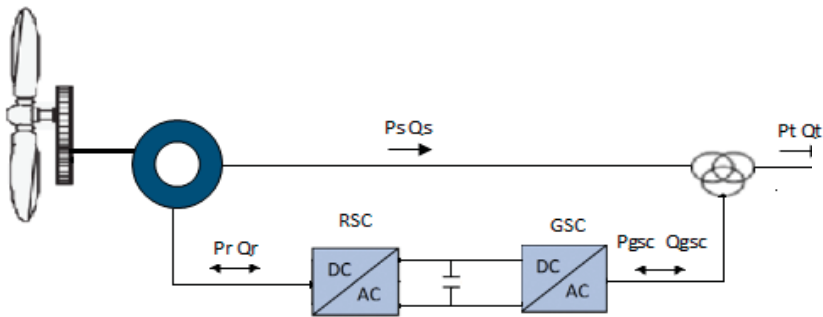 Ps Qs
Pt Qt
RSC
GSC
Pr Qr
Pgsc Qgsc
DC
AC
DC
AC